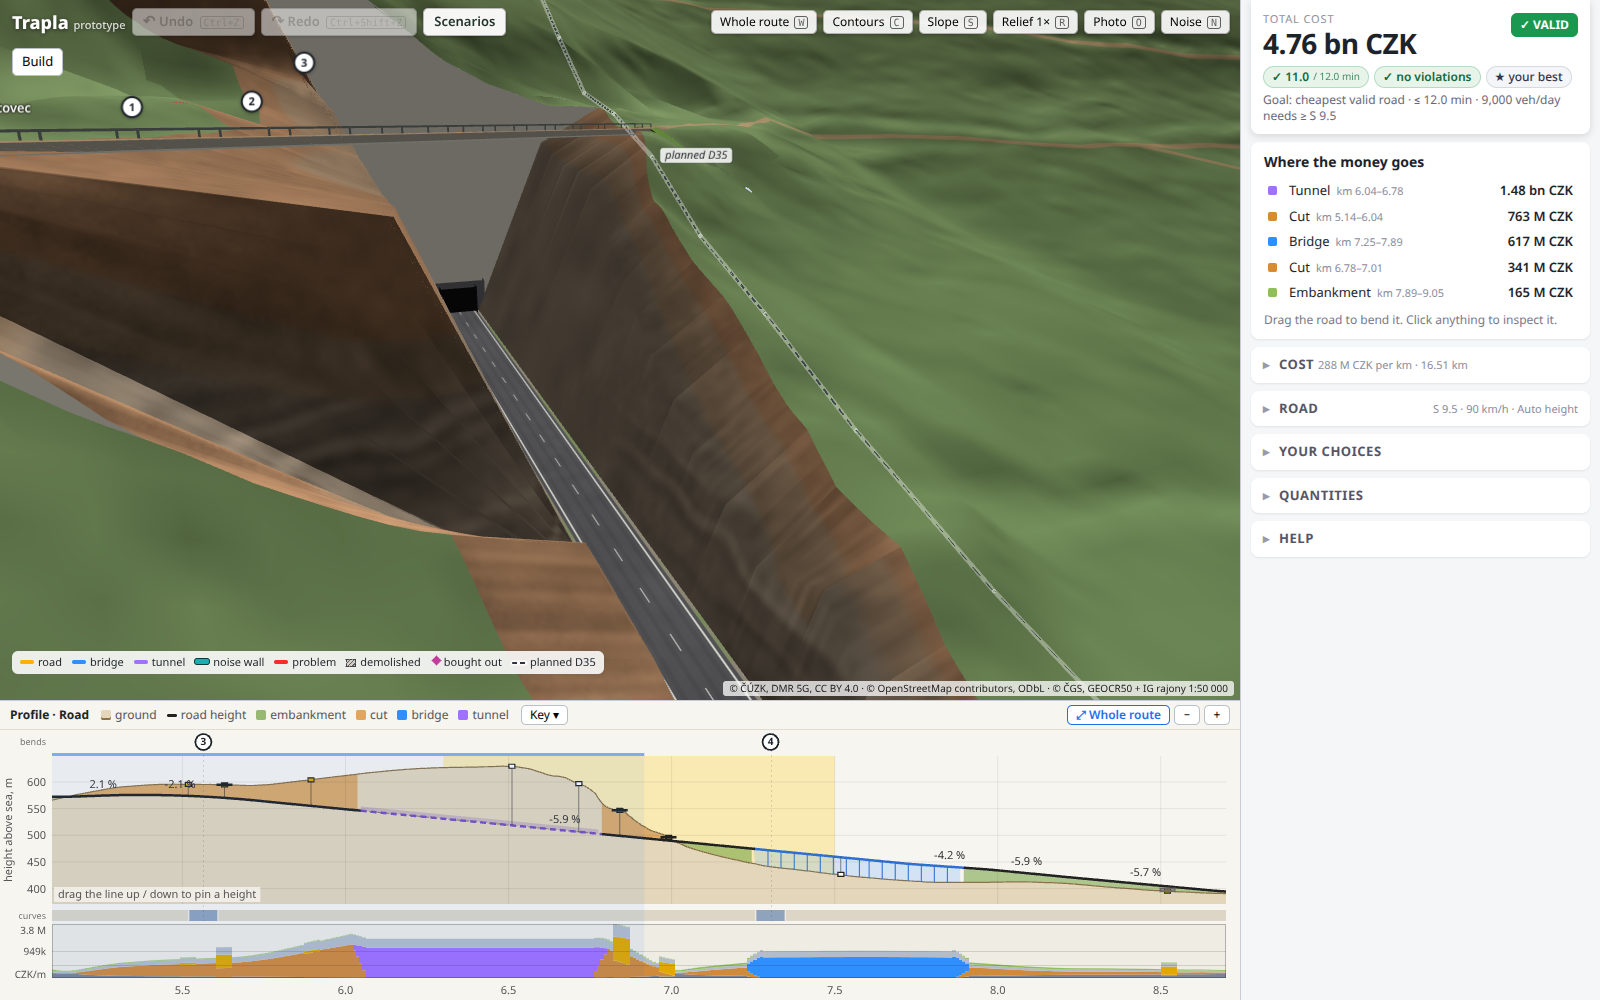 Trapla prototype
↶ Undo Ctrl+Z
↷ Redo Ctrl+Shift+Z
Scenarios
Whole route W
Contours C
Slope S
Relief 1× R
Photo O
Noise N
Build
3
1
2
covec
planned D35
road
bridge
tunnel
noise wall
problem
demolished
bought out
planned D35
© ČÚZK, DMR 5G, CC BY 4.0 · © OpenStreetMap contributors, ODbL · © ČGS, GEOCR50 + IG rajony 1:50 000
TOTAL COST
4.76 bn CZK
✓ VALID
✓ 11.0 / 12.0 min
✓ no violations
★ your best
Goal: cheapest valid road · ≤ 12.0 min · 9,000 veh/day
needs ≥ S 9.5
Where the money goes
Tunnel km 6.04–6.78 1.48 bn CZK
Cut km 5.14–6.04 763 M CZK
Bridge km 7.25–7.89 617 M CZK
Cut km 6.78–7.01 341 M CZK
Embankment km 7.89–9.05 165 M CZK
Drag the road to bend it. Click anything to inspect it.
▸ COST 288 M CZK per km · 16.51 km
▸ ROAD S 9.5 · 90 km/h · Auto height
▸ YOUR CHOICES
▸ QUANTITIES
▸ HELP
Profile · Road
ground
road height
embankment
cut
bridge
tunnel
Key ▾
⤢ Whole route
−
+
bends
3
4
height above sea, m
600
550
500
450
400
2.1 %
-2.1 %
-5.9 %
-4.2 %
-5.9 %
-5.7 %
drag the line up / down to pin a height
curves
3.8 M
949k
CZK/m
5.5
6.0
6.5
7.0
7.5
8.0
8.5